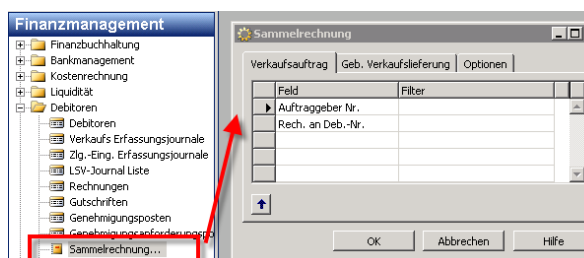 Finanzmanagement
Finanzbuchhaltung
Bankmanagement
Kostenrechnung
Liquidität
Debitoren
Debitoren
Verkaufs Erfassungsjournale
Zlg.-Eing. Erfassungsjournale
LSV-Journal Liste
Rechnungen
Gutschriften
Genehmigungsposten
Genehmigungsanforderungspo
Sammelrechnung...
Sammelrechnung
Verkaufsauftrag Geb. Verkaufslieferung Optionen
Feld Filter
Auftraggeber Nr.
Rech. an Deb.-Nr.
OK Abbrechen Hilfe